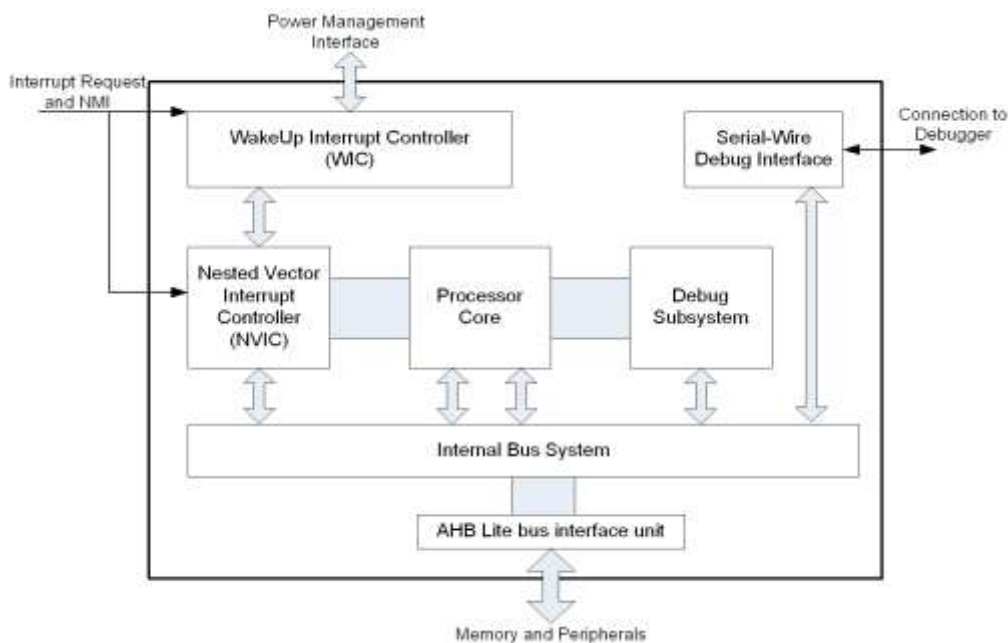 Power Management
Interface
Interrupt Request
and NMI
WakeUp Interrupt Controller
(WIC)
Serial-Wire
Debug Interface
Connection to
Debugger
Nested Vector
Interrupt
Controller
(NVIC)
Processor
Core
Debug
Subsystem
Internal Bus System
AHB Lite bus interface unit
Memory and Peripherals